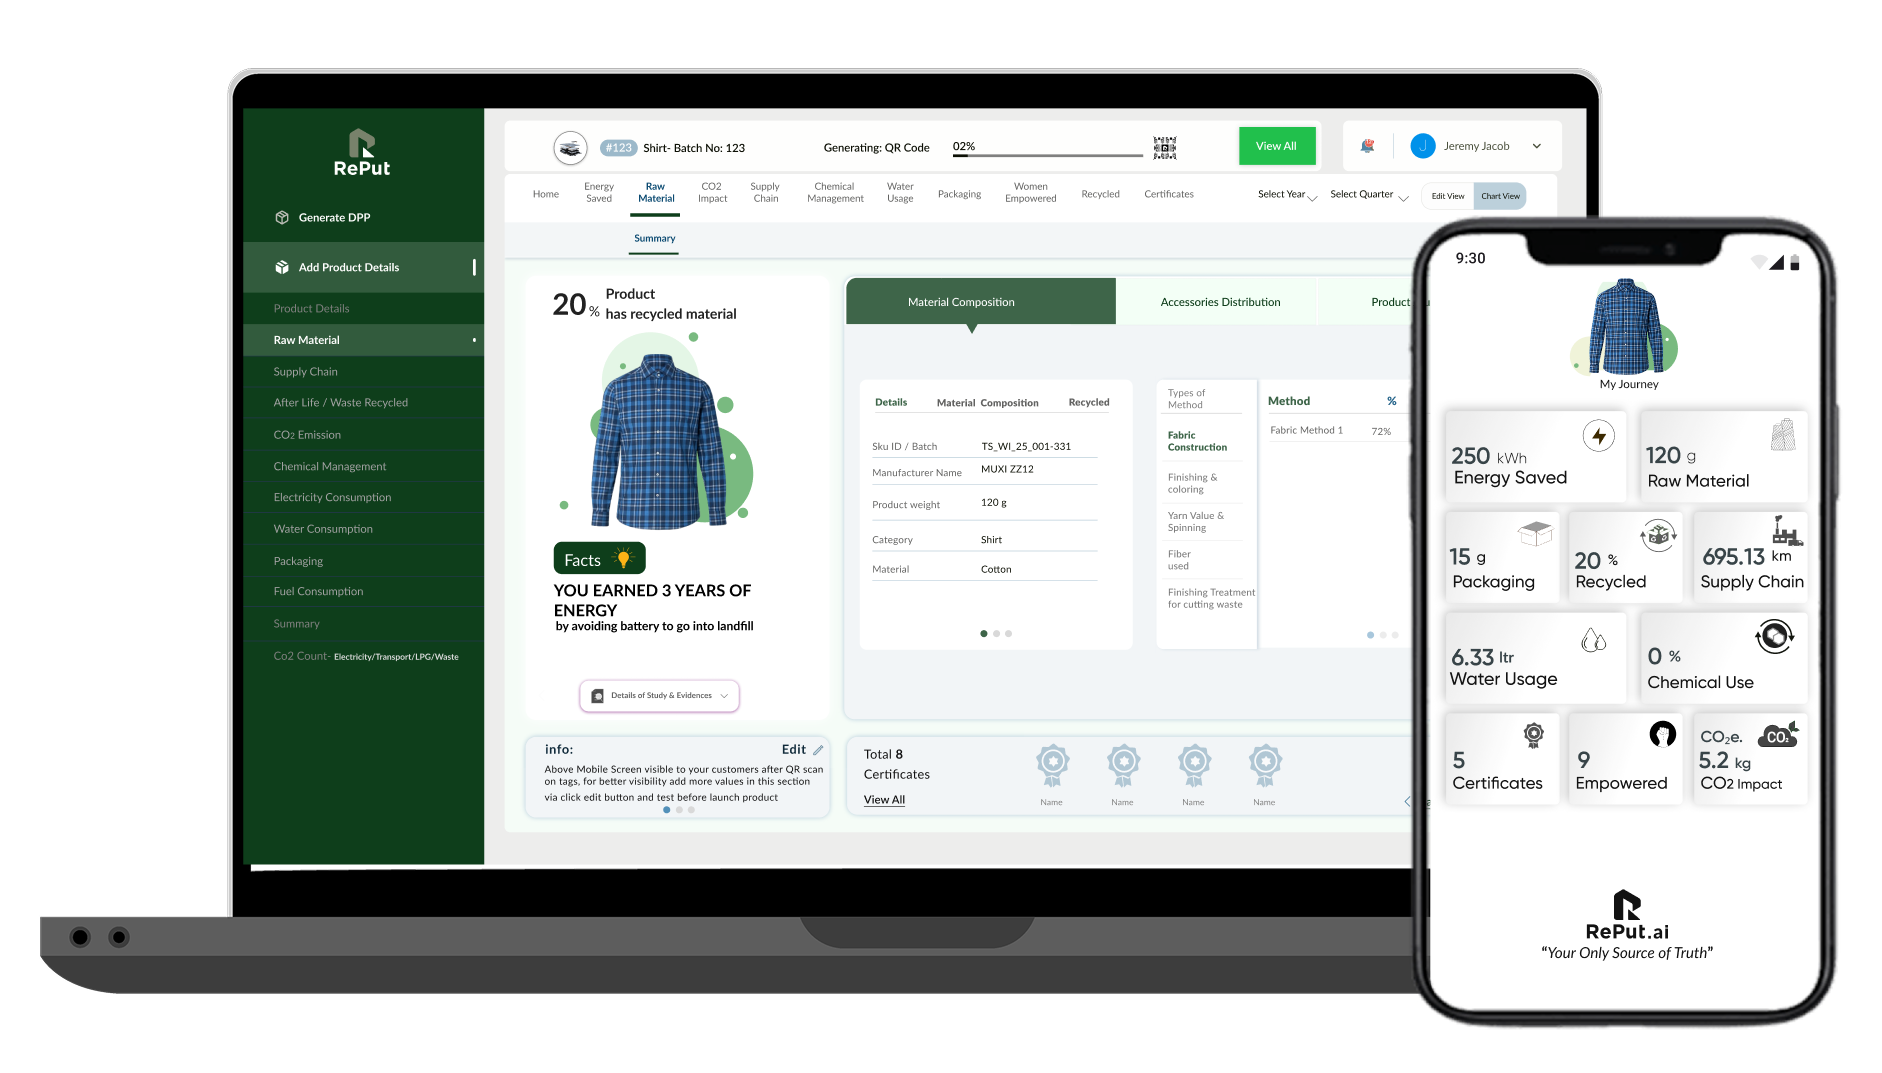 RePut
Generate DPP
Add Product Details
Product Details
Raw Material
Supply Chain
After Life / Waste Recycled
CO2 Emission
Chemical Management
Electricity Consumption
Water Consumption
Packaging
Fuel Consumption
Summary
Co2 Count- Electricity/Transport/LPG/Waste
#123 Shirt- Batch No: 123
Generating: QR Code 02%
View All
J Jeremy Jacob
Home
Energy
Saved
Raw
Material
CO2
Impact
Supply
Chain
Chemical
Management
Water
Usage
Packaging
Women
Empowered
Recycled
Certificates
Select Year
Select Quarter
Edit View
Chart View
Summary
20 % Product
has recycled material
Facts
YOU EARNED 3 YEARS OF
ENERGY
by avoiding battery to go into landfill
Details of Study & Evidences
info: Edit
Above Mobile Screen visible to your customers after QR scan
on tags, for better visibility add more values in this section
via click edit button and test before launch product
Material Composition
Accessories Distribution
Product
Details Material Composition Recycled
Sku ID / Batch TS_WI_25_001-331
Manufacturer Name MUXI ZZ12
Product weight 120 g
Category Shirt
Material Cotton
Types of
Method
Fabric
Construction
Finishing &
coloring
Yarn Value &
Spinning
Fiber
used
Finishing Treatment
for cutting waste
Method %
Fabric Method 1 72%
Total 8
Certificates
View All
Name Name Name Name
9:30
My Journey
250 kWh
Energy Saved
120 g
Raw Material
15 g
Packaging
20 %
Recycled
695.13 km
Supply Chain
6.33 ltr
Water Usage
0 %
Chemical Use
5
Certificates
9
Empowered
CO₂
CO₂e.
5.2 kg
CO2 Impact
RePut.ai
“Your Only Source of Truth”